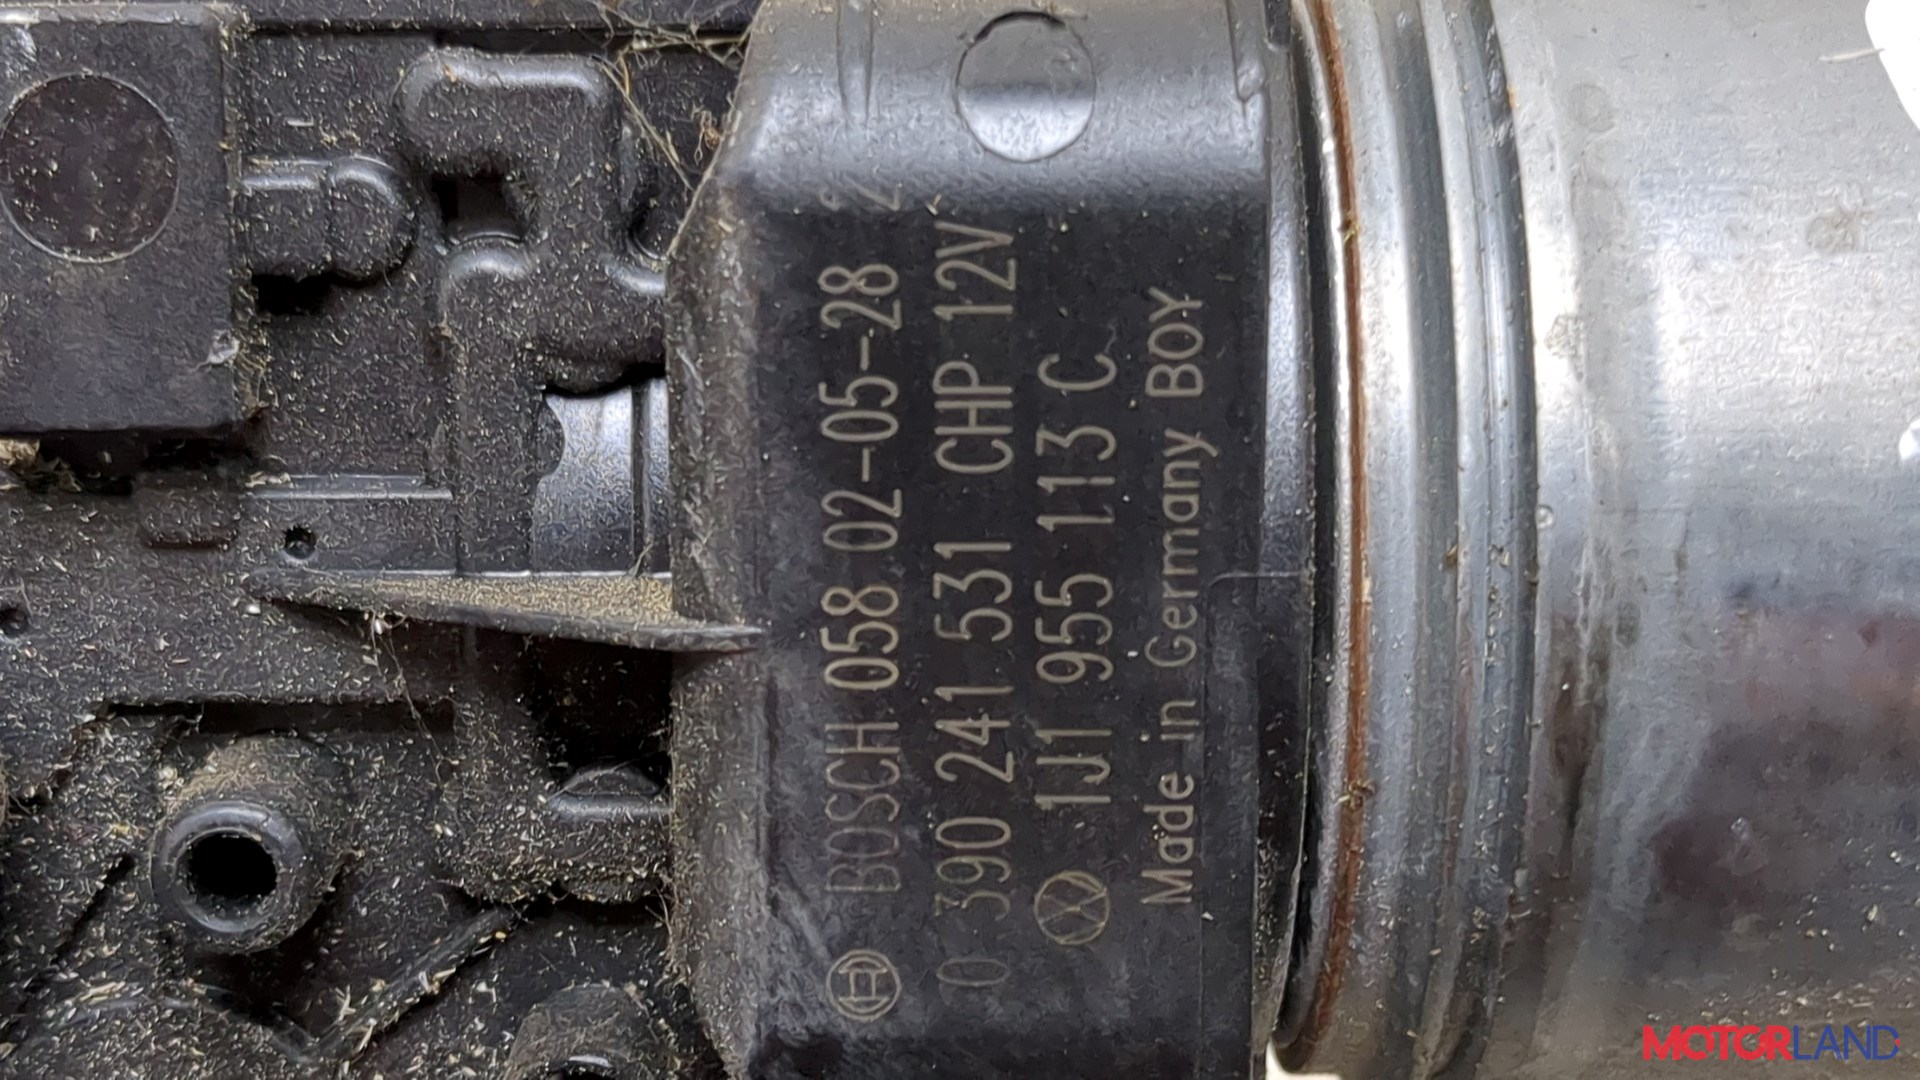 BOSCH 058 02-05-28 2
0 390 241 531 CHP 12V
1J1 955 113 C
Made in Germany BOY
MOTORLAND